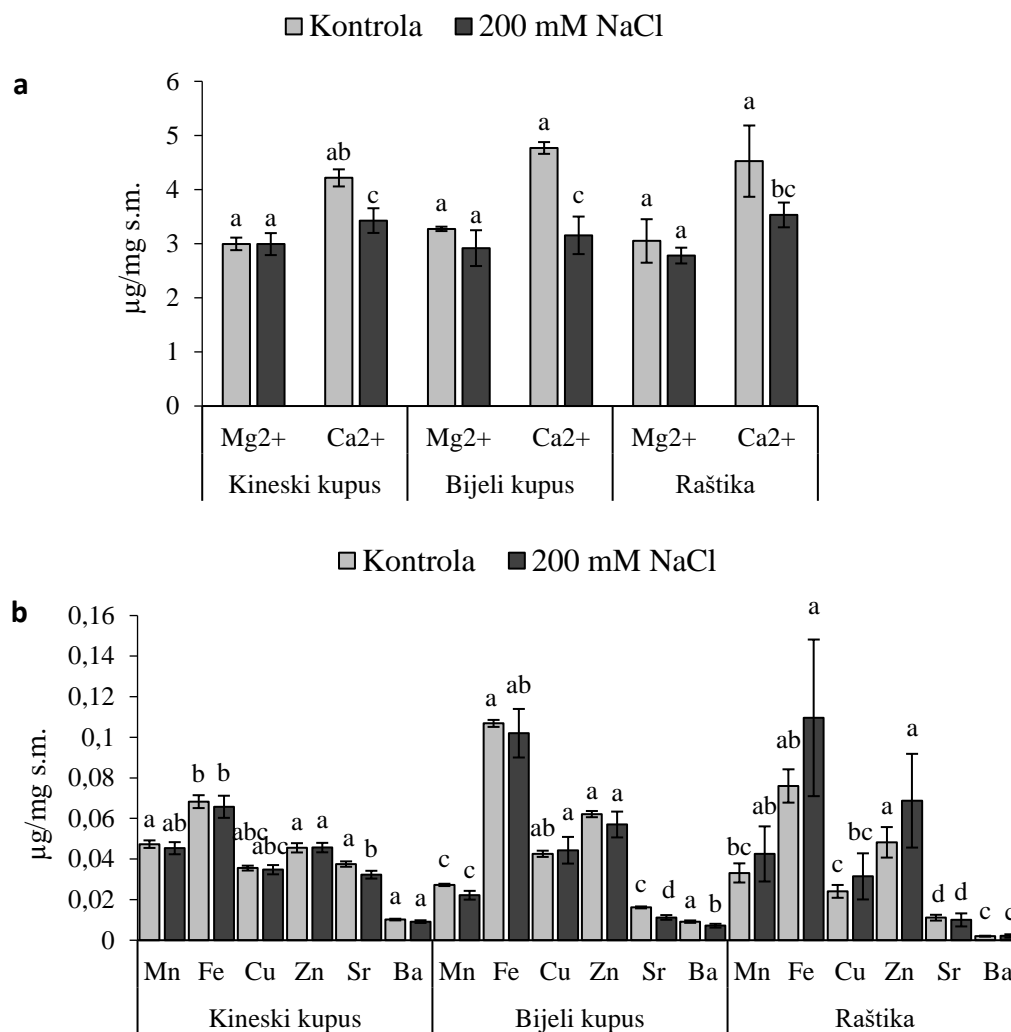 Kontrola 200 mM NaCl
a
6
5
4
3
2
1
0
µg/mg s.m.
a a ab c a a a c a a a bc
Mg2+ Ca2+ Mg2+ Ca2+ Mg2+ Ca2+
Kineski kupus Bijeli kupus Raštika
Kontrola 200 mM NaCl
b
0,16
0,14
0,12
0,1
0,08
0,06
0,04
0,02
0
µg/mg s.m.
a ab b b abc abc a a a b a a c c a ab ab a a a c d a b bc ab ab a c bc a a d d c c
Mn Fe Cu Zn Sr Ba Mn Fe Cu Zn Sr Ba Mn Fe Cu Zn Sr Ba
Kineski kupus Bijeli kupus Raštika